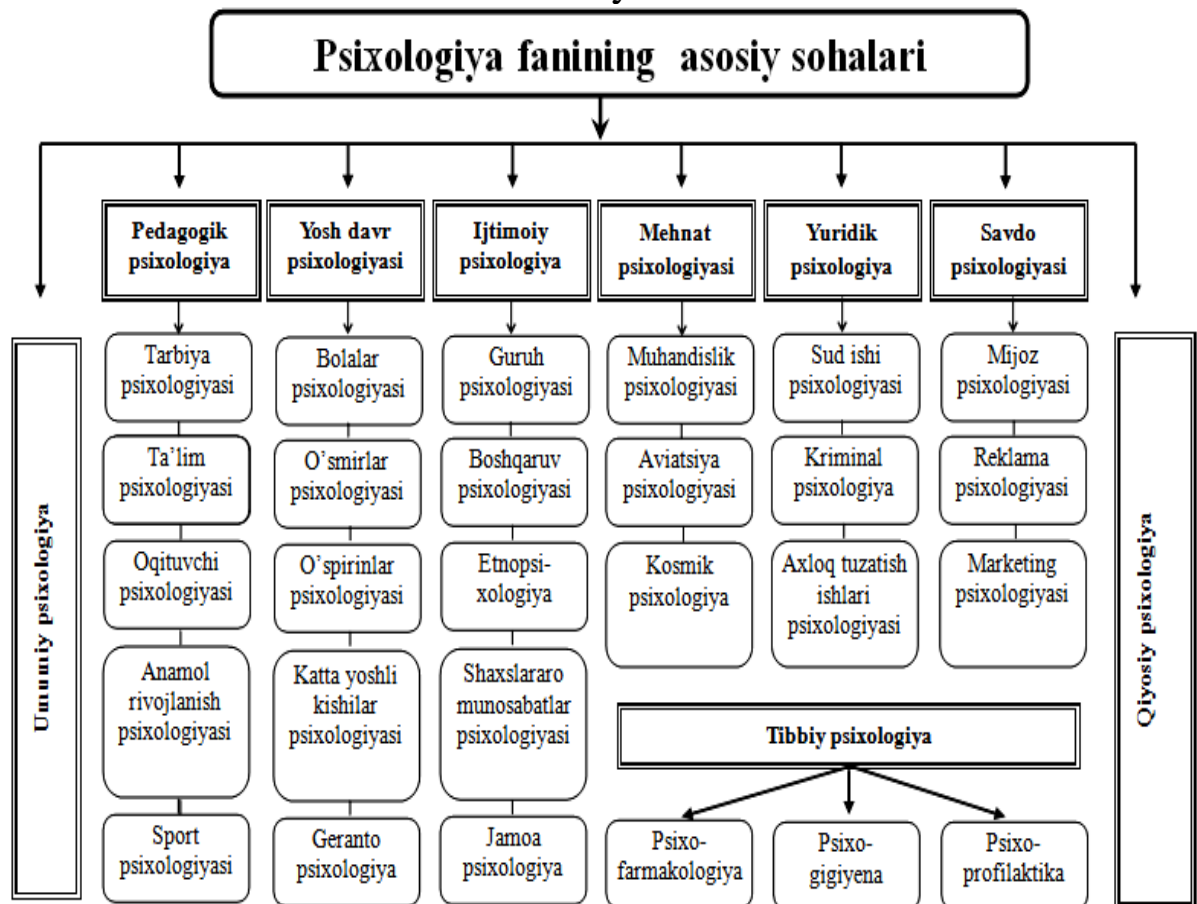 Psixologiya fanining asosiy sohalari
Pedagogik
psixologiya
Yosh davr
psixologiyasi
Ijtimoiy
psixologiya
Mehnat
psixologiyasi
Yuridik
psixologiya
Savdo
psixologiyasi
Umumiy psixologiya
Tarbiya
psixologiyasi
Ta’lim
psixologiyasi
Oqituvchi
psixologiyasi
Anamol
rivojlanish
psixologiyasi
Sport
psixologiyasi
Bolalar
psixologiyasi
O’smirlar
psixologiyasi
O’spirinlar
psixologiyasi
Katta yoshli
kishilar
psixologiyasi
Geranto
psixologiya
Guruh
psixologiyasi
Boshqaruv
psixologiyasi
Etnopsi-
xologiya
Shaxslararo
munosabatlar
psixologiyasi
Jamoa
psixologiya
Muhandislik
psixologiyasi
Aviatsiya
psixologiyasi
Kosmik
psixologiya
Sud ishi
psixologiyasi
Kriminal
psixologiya
Axloq tuzatish
ishlari
psixologiyasi
Mijoz
psixologiyasi
Reklama
psixologiyasi
Marketing
psixologiyasi
Tibbiy psixologiya
Psixo-
farmakologiya
Psixo-
gigiyena
Psixo-
profilaktika
Qiyosiy psixologiya